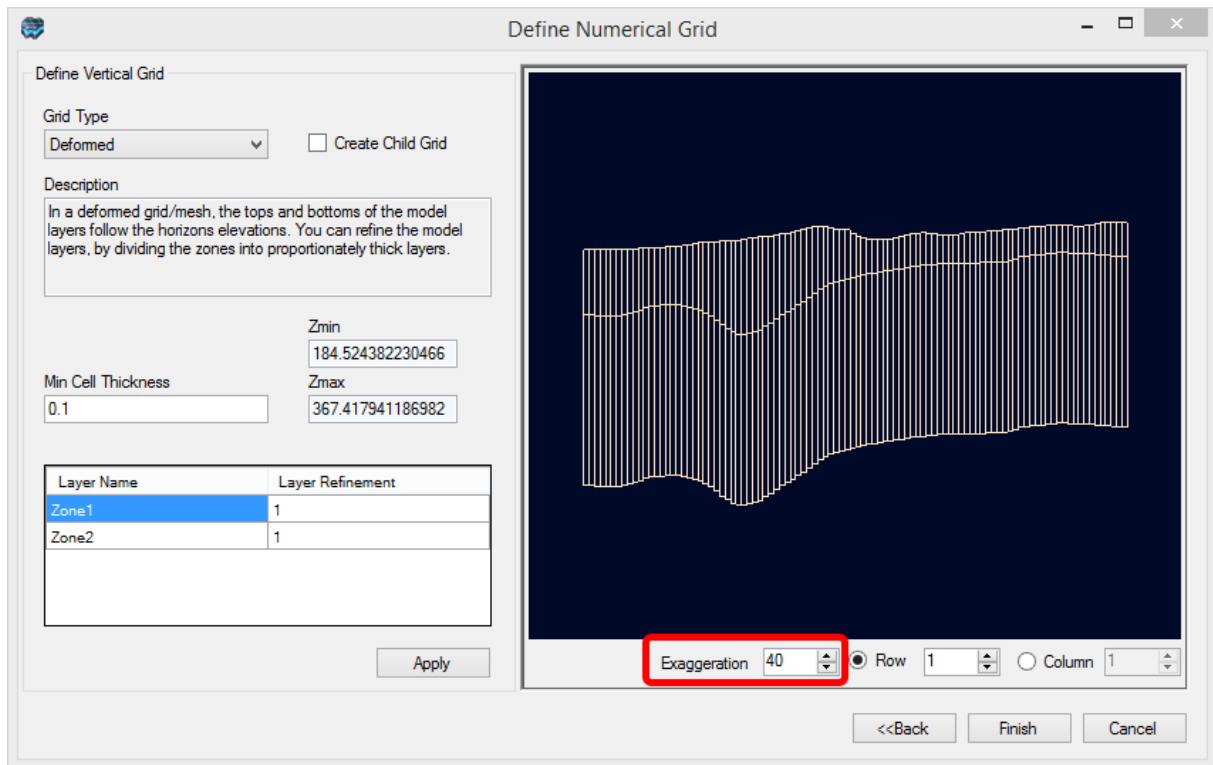 Define Numerical Grid
Define Vertical Grid
Grid Type
Deformed
Create Child Grid
Description
In a deformed grid/mesh, the tops and bottoms of the model
layers follow the horizons elevations. You can refine the model
layers, by dividing the zones into proportionately thick layers.
Zmin
184.524382230466
Min Cell Thickness
Zmax
0.1
367.417941186982
Layer Name Layer Refinement
Zone1 1
Zone2 1
Apply
Exaggeration 40 Row 1 Column 1
<<Back Finish Cancel